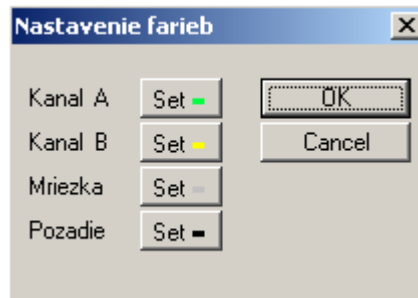 Nastavenie farieb
Kanal A Set OK
Kanal B Set Cancel
Mriezka Set
Pozadie Set